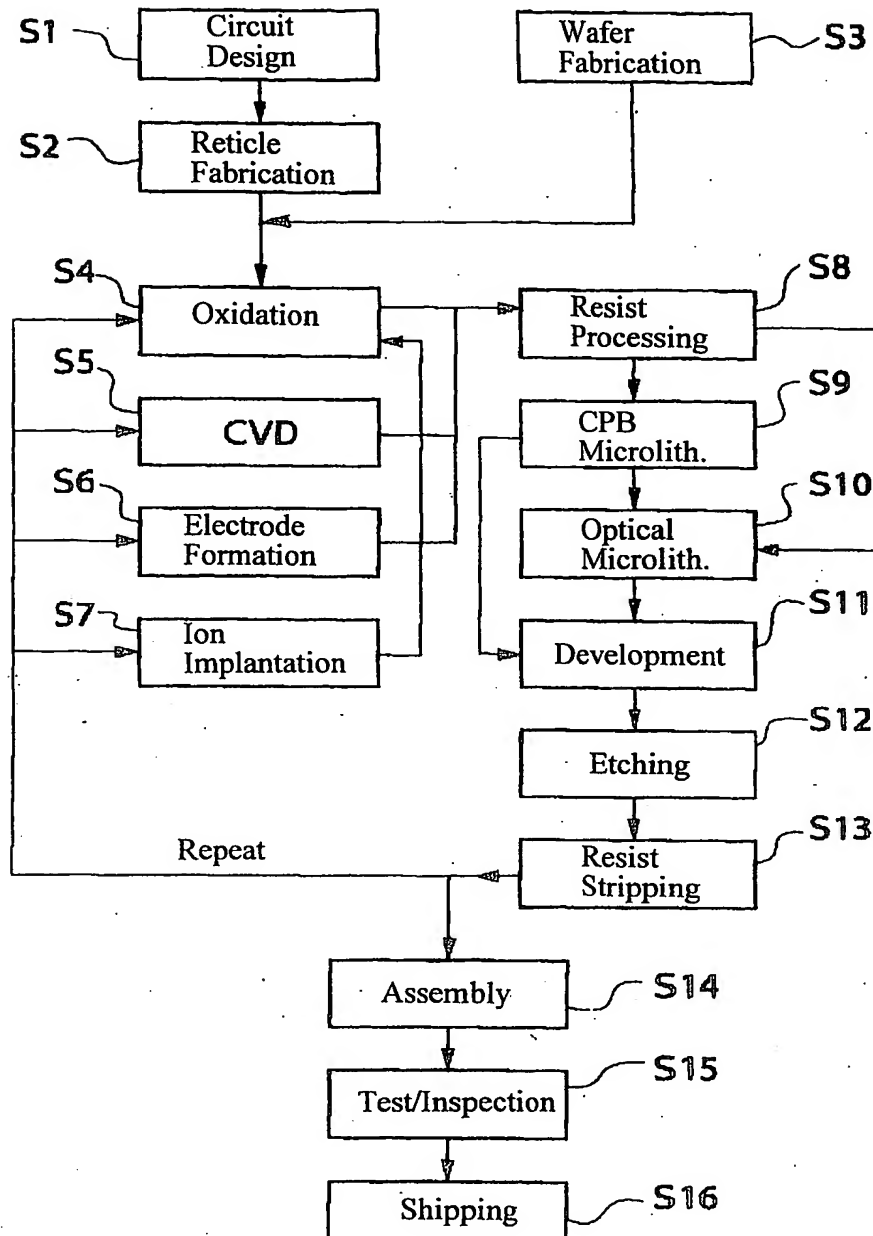 S1
Circuit
Design
Wafer
Fabrication
S3
S2
Reticle
Fabrication
S4
Oxidation
S8
Resist
Processing
S5
CVD
S9
CPB
Microlith.
S6
Electrode
Formation
S10
Optical
Microlith.
S7
Ion
Implantation
S11
Development
S12
Etching
S13
Resist
Stripping
Repeat
Assembly
S14
Test/Inspection
S15
Shipping
S16